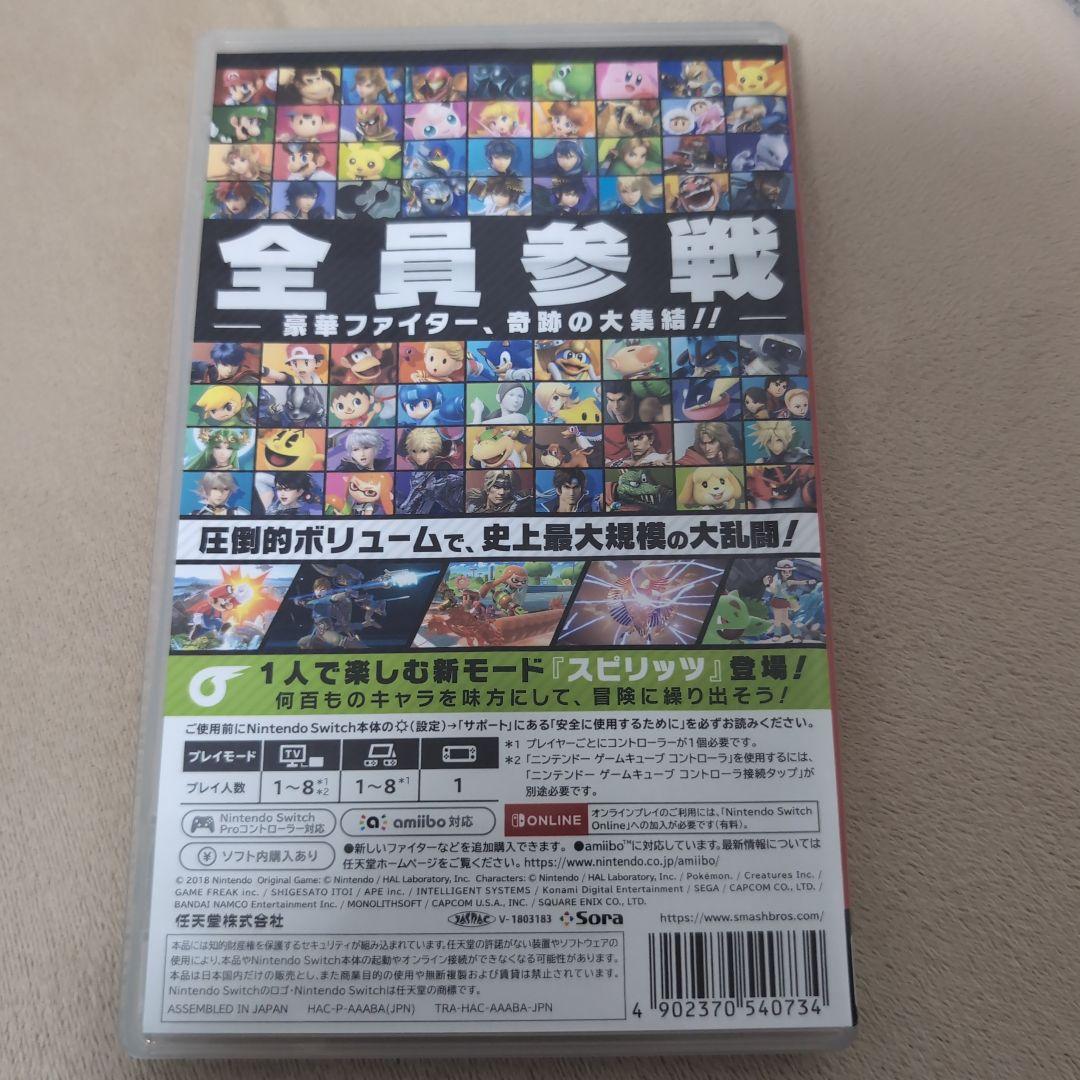 全員参戦
豪華ファイター、奇跡の大集結!!
圧倒的ボリュームで、史上最大規模の大乱闘!
1人で楽しむ新モード『スピリッツ』登場!
何百ものキャラを味方にして、冒険に繰り出そう!
ご使用前にNintendo Switch本体の(設定)→「サポート」にある「安全に使用するために」を必ずお読みください。
プレイモード TV
プレイ人数 1～8 *1 *2 1～8 *1 1
*1 プレイヤーごとにコントローラーが1個必要です。
*2 「ニンテンドー ゲームキューブ コントローラ」を使用するには、
「ニンテンドー ゲームキューブ コントローラ接続タップ」が
別途必要です。
Nintendo Switch
Proコントローラー対応
amiibo 対応
ONLINE
オンラインプレイのご利用には、「Nintendo Switch
Online」への加入が必要です(有料)。
ソフト内購入あり
●新しいファイターなどを追加購入できます。 ●amiibo™に対応しています。最新情報については
任天堂ホームページをご覧ください。https://www.nintendo.co.jp/amiibo/
© 2018 Nintendo Original Game: © Nintendo / HAL Laboratory, Inc. Characters: © Nintendo / HAL Laboratory, Inc. / Pokémon. / Creatures Inc. /
GAME FREAK inc. / SHIGESATO ITOI / APE inc. / INTELLIGENT SYSTEMS / Konami Digital Entertainment / SEGA / CAPCOM CO., LTD. /
BANDAI NAMCO Entertainment Inc. / MONOLITHSOFT / CAPCOM U.S.A., INC. / SQUARE ENIX CO., LTD.
任天堂株式会社 JASRAC V-1803183 Sora https://www.smashbros.com/
本品には知的財産権を保護するセキュリティが組み込まれています。任天堂の許諾がない装置やソフトウェアの
使用により、本品やNintendo Switch本体の起動やオンライン接続ができなくなる可能性があります。
本品は日本国内だけの販売とし、また商業目的の使用や無断複製および賃貸は禁止されています。
Nintendo Switchのロゴ・Nintendo Switchは任天堂の商標です。
ASSEMBLED IN JAPAN HAC-P-AAABA(JPN) TRA-HAC-AAABA-JPN
4 902370 540734